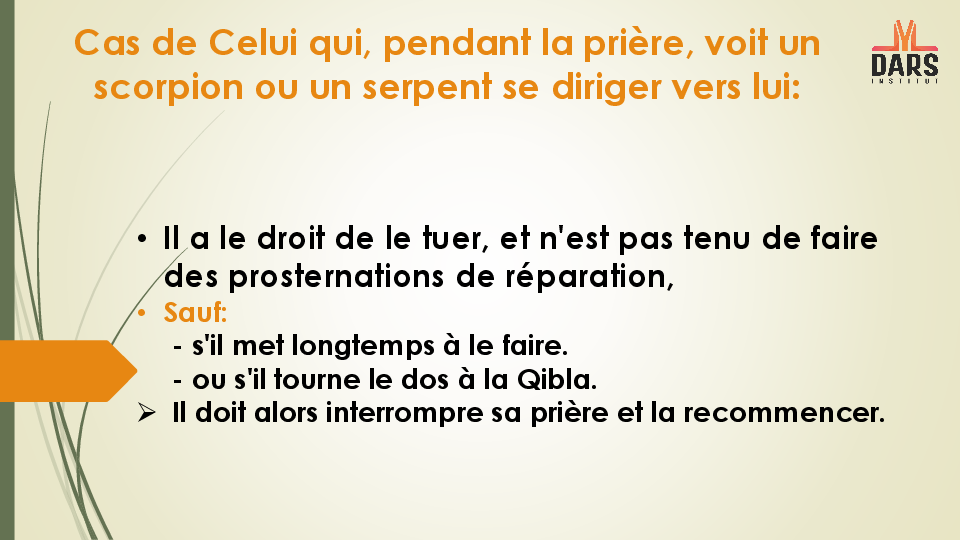 Cas de Celui qui, pendant la prière, voit un
scorpion ou un serpent se diriger vers lui:
DARS
INSTITUT
• Il a le droit de le tuer, et n'est pas tenu de faire
des prosternations de réparation,
• Sauf:
- s'il met longtemps à le faire.
- ou s'il tourne le dos à la Qibla.
➢ Il doit alors interrompre sa prière et la recommencer.